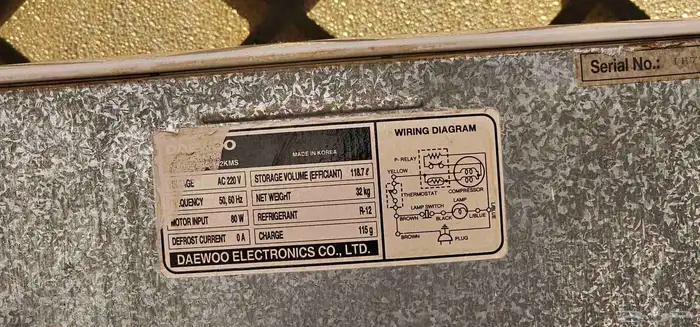 Serial No.:
MADE IN KOREA
2KMS
AC 220 V
50, 60 Hz
MOTOR INPUT 80 W
DEFROST CURRENT 0 A
STORAGE VOLUME (EFFICIANT) 118.7 ℓ
NET WEIGHT 32 kg
REFRIGERANT R-12
CHARGE 115 g
DAEWOO ELECTRONICS CO., LTD.
WIRING DIAGRAM
P- RELAY
YELLOW
THERMOSTAT COMPRESSOR
LAMP SWITCH LAMP
BROWN BLACK L/BLUE
BROWN PLUG